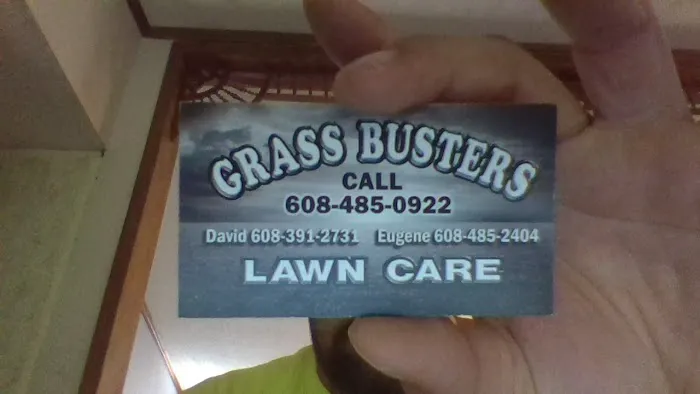 GRASS BUSTERS
CALL
608-485-0922
David 608-391-2731 Eugene 608-485-2404
LAWN CARE